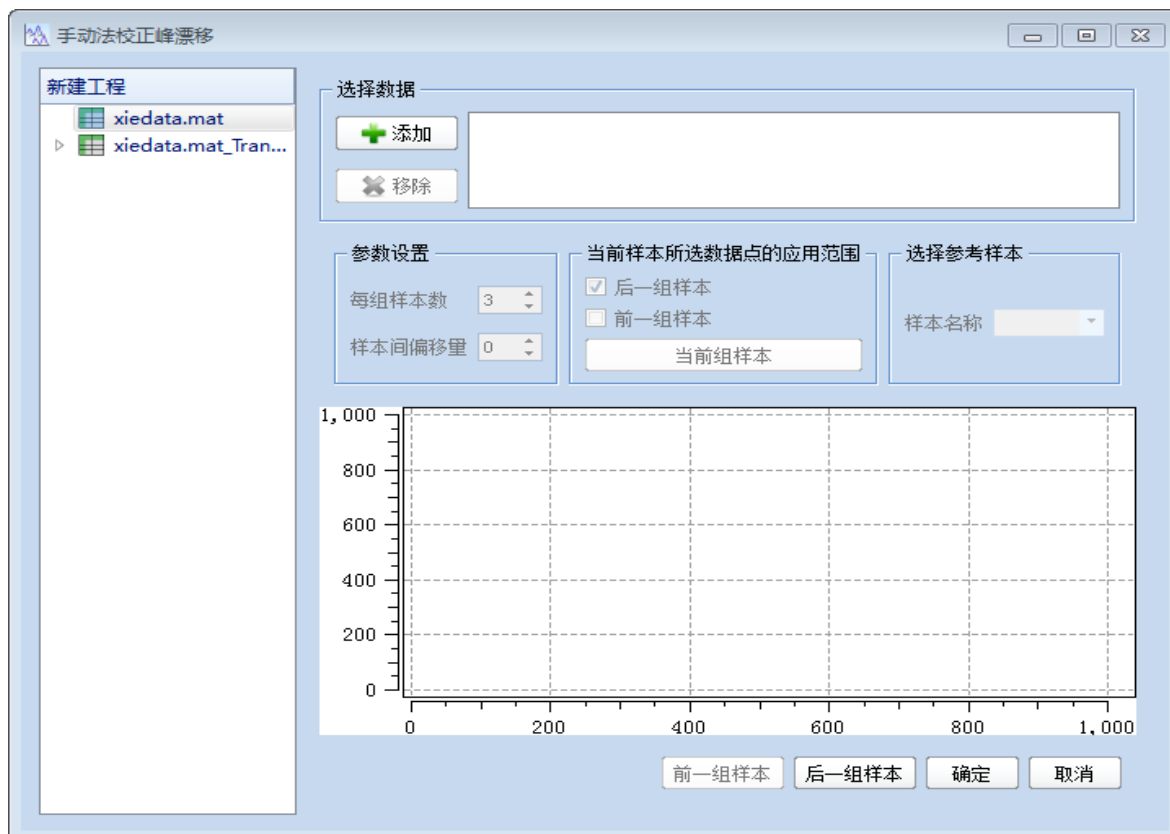 手动法校正峰漂移
新建工程
xiedata.mat
xiedata.mat_Tran...
选择数据
添加
移除
参数设置
每组样本数 3
样本间偏移量 0
当前样本所选数据点的应用范围
后一组样本
前一组样本
当前组样本
选择参考样本
样本名称
1,000
800
600
400
200
0
0 200 400 600 800 1,000
前一组样本 后一组样本 确定 取消